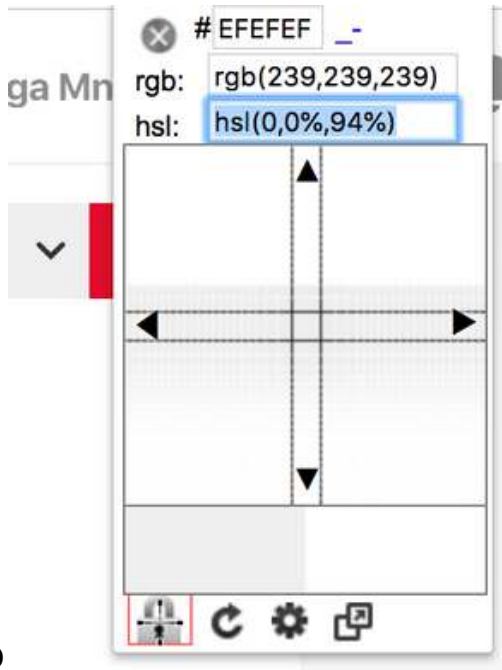 # EFEFEF _-
ga Mn
rgb: rgb(239,239,239)
hsl: hsl(0,0%,94%)